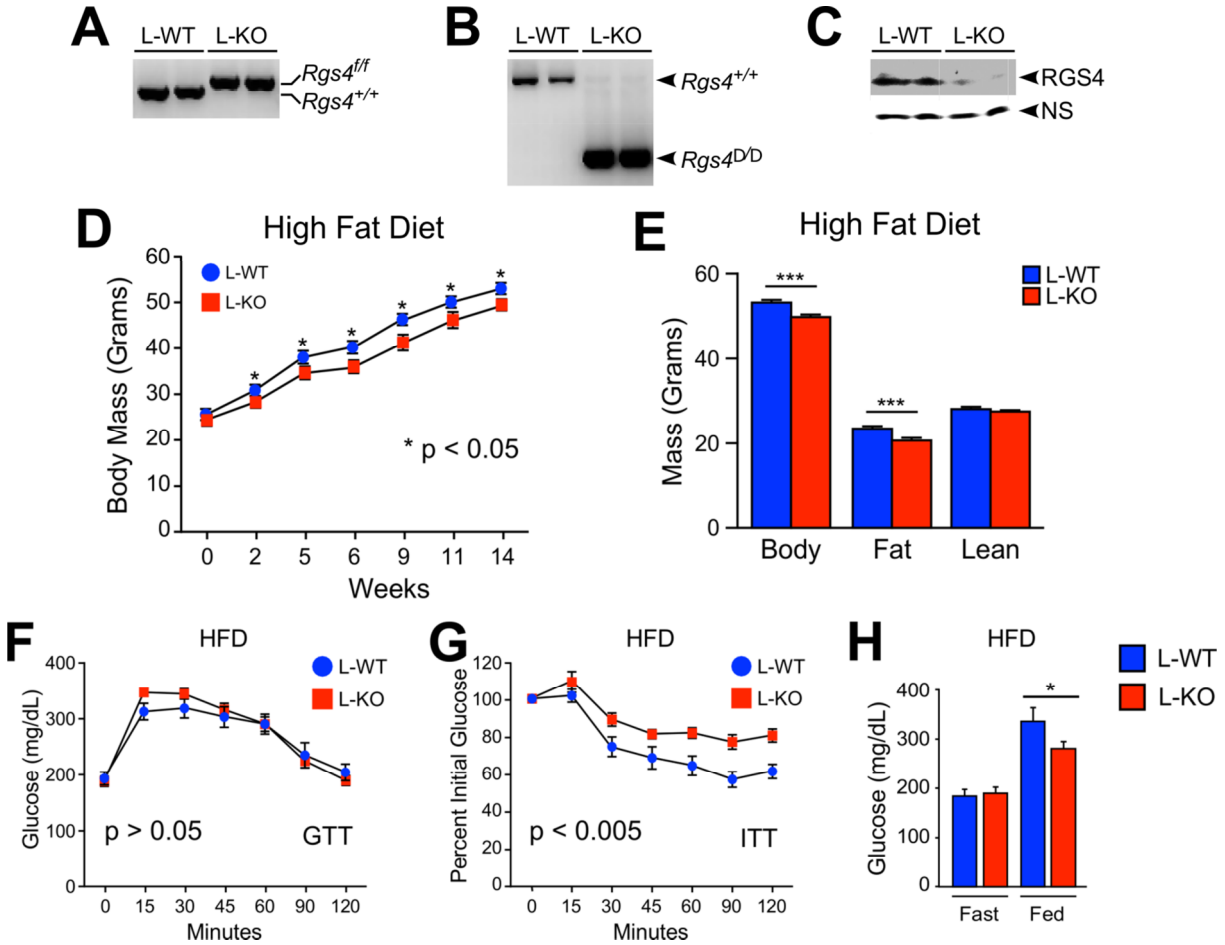 A
L-WT L-KO
Rgs4f/f
Rgs4+/+
B
L-WT L-KO
Rgs4+/+
Rgs4D/D
C
L-WT L-KO
RGS4
NS
D
High Fat Diet
Body Mass (Grams)
60
50
40
30
20
10
0
L-WT
L-KO
* * * * * *
* p < 0.05
0 2 5 6 9 11 14
Weeks
E
High Fat Diet
Mass (Grams)
60
40
20
0
L-WT
L-KO
***
***
Body Fat Lean
F
HFD
Glucose (mg/dL)
400
300
200
100
0
L-WT
L-KO
p > 0.05
GTT
0 15 30 45 60 90 120
Minutes
G
HFD
Percent Initial Glucose
120
100
80
60
40
20
0
L-WT
L-KO
p < 0.005
ITT
0 15 30 45 60 90 120
Minutes
H
HFD
Glucose (mg/dL)
400
300
200
100
0
*
L-WT
L-KO
Fast Fed